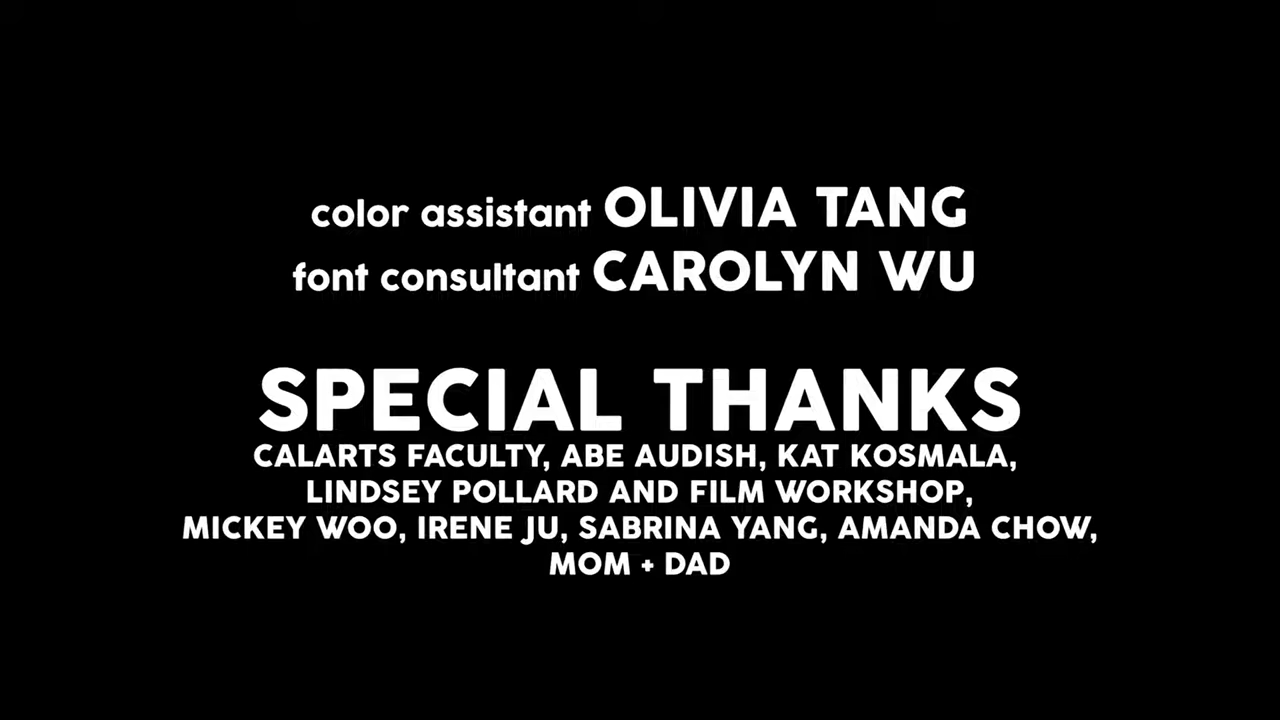 color assistant OLIVIA TANG
font consultant CAROLYN WU
SPECIAL THANKS
CALARTS FACULTY, ABE AUDISH, KAT KOSMALA,
LINDSEY POLLARD AND FILM WORKSHOP,
MICKEY WOO, IRENE JU, SABRINA YANG, AMANDA CHOW,
MOM + DAD